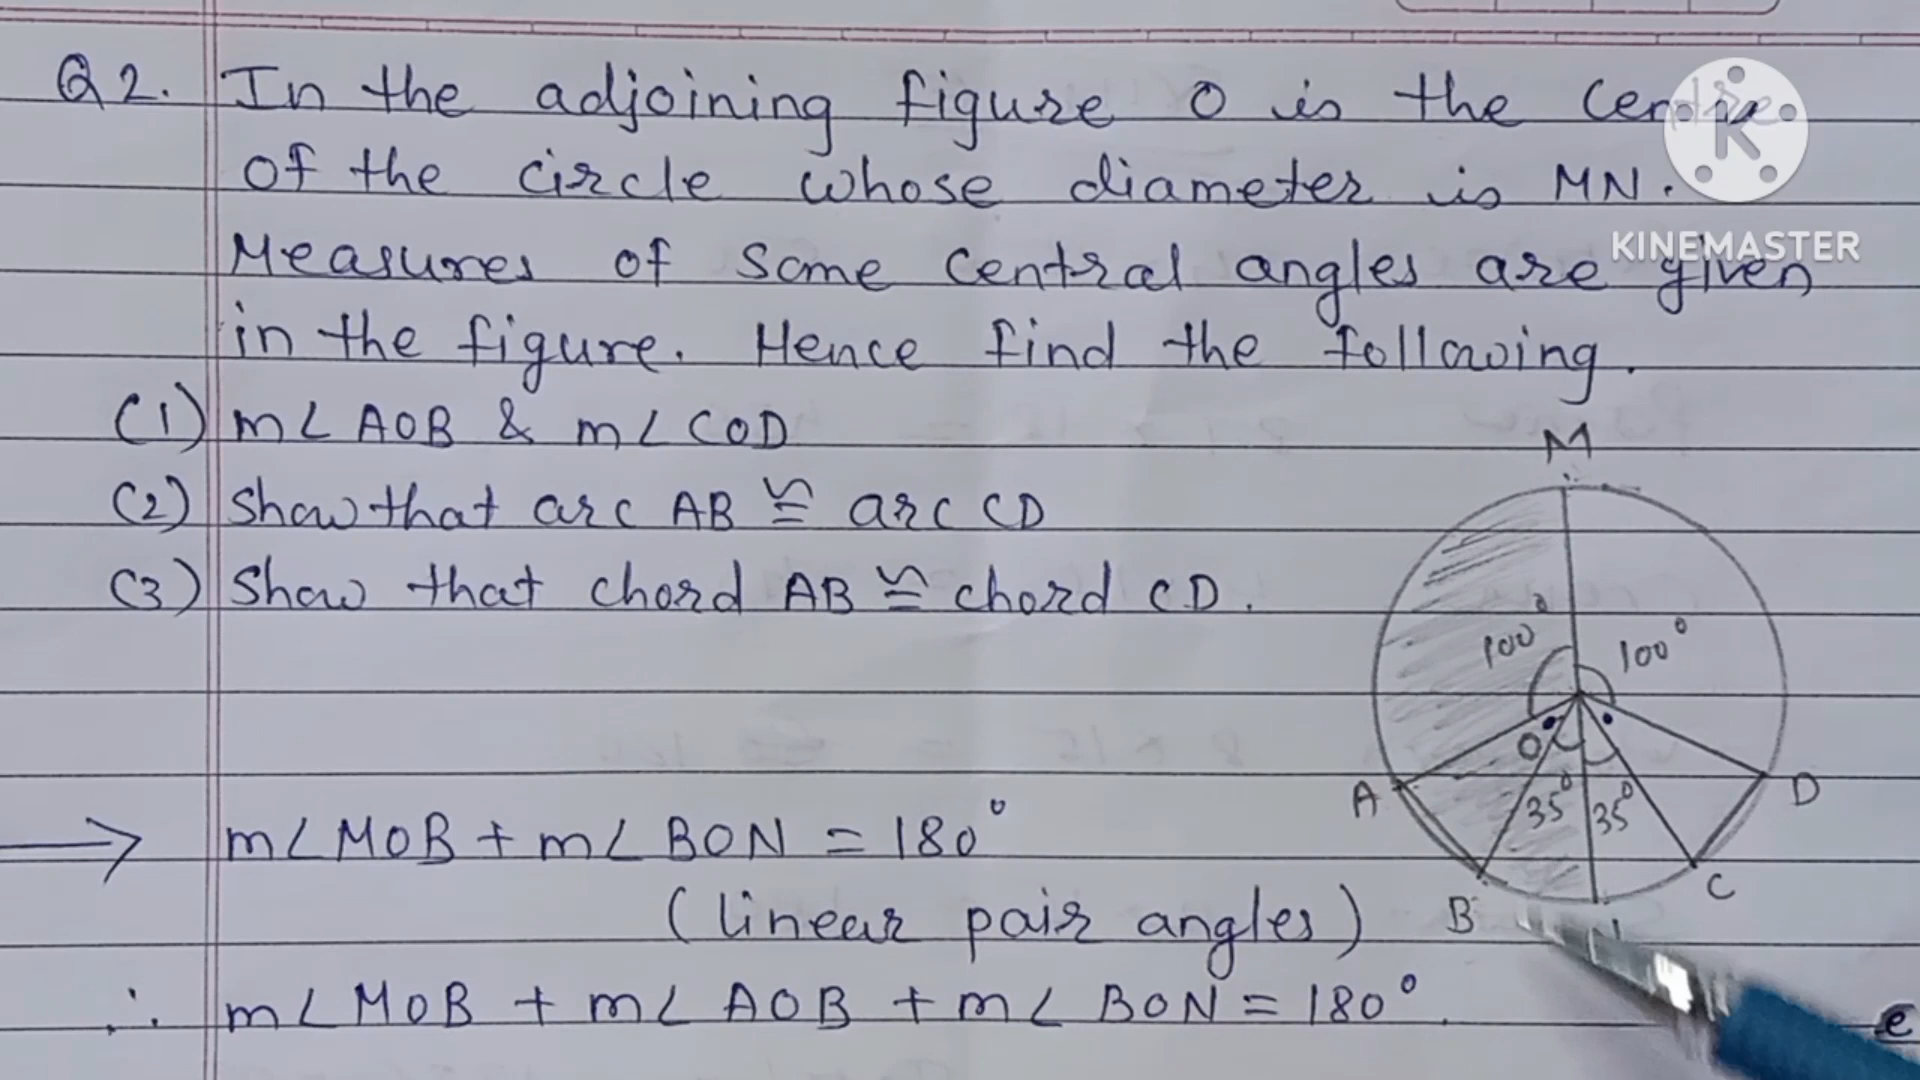 Q2. In the adjoining figure O is the Centre
of the circle whose diameter is MN.
KINEMASTER
Measures of some central angles are given
in the figure. Hence find the following.
(1) m∠AOB & m∠COD
(2) Show that arc AB ≅ arc CD
(3) Show that chord AB ≅ chord CD.
M
100° 100°
O
A 35° 35° D
B C
m∠MOB + m∠BON = 180°
(linear pair angles)
∴ m∠MOB + m∠AOB + m∠BON = 180°.
e